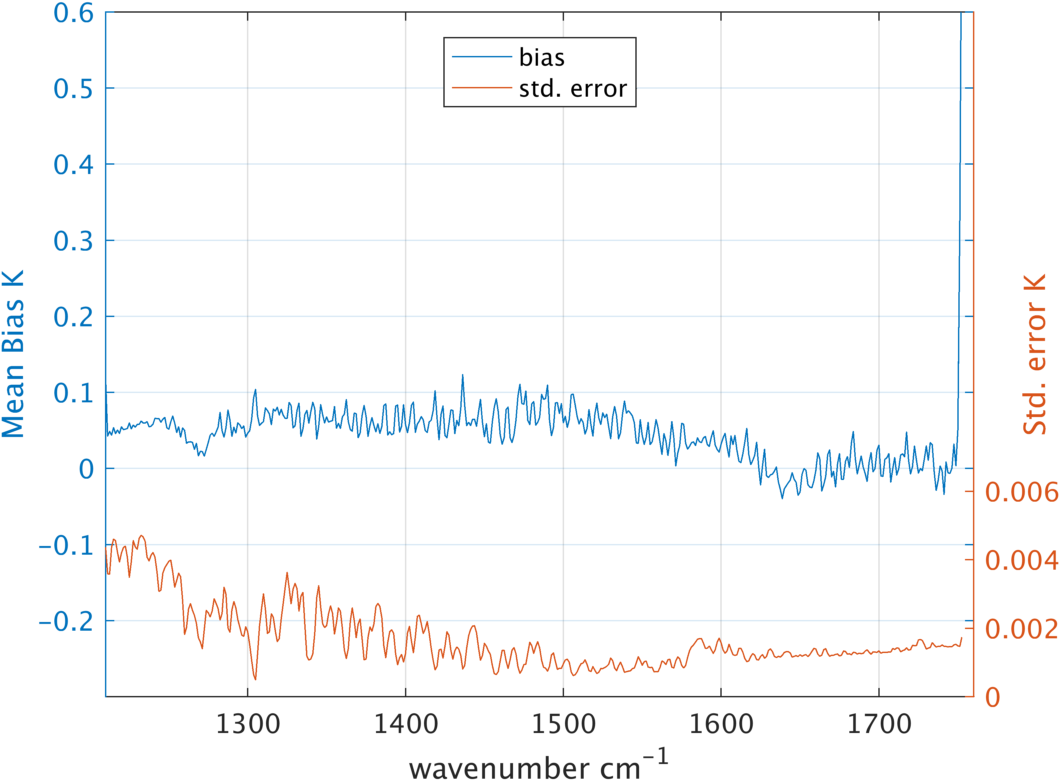 0.6
0.5
0.4
0.3
0.2
0.1
0
−0.1
−0.2
Mean Bias K
bias
std. error
0.006
0.004
0.002
0
Std. error K
1300 1400 1500 1600 1700
wavenumber cm⁻¹